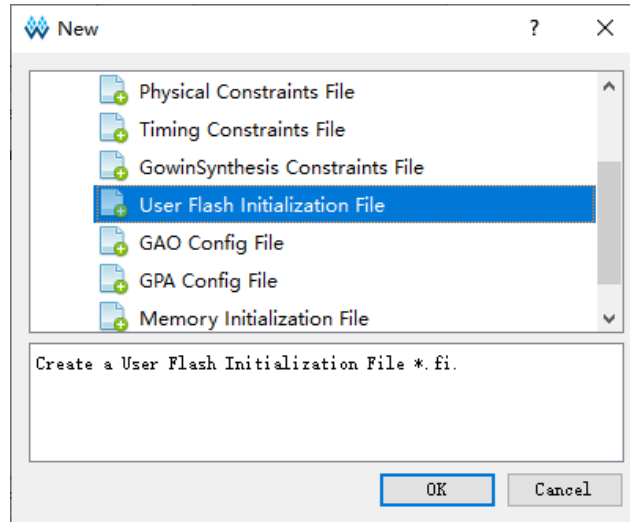 New
?
Physical Constraints File
Timing Constraints File
GowinSynthesis Constraints File
User Flash Initialization File
GAO Config File
GPA Config File
Memory Initialization File
Create a User Flash Initialization File *.fi.
OK
Cancel